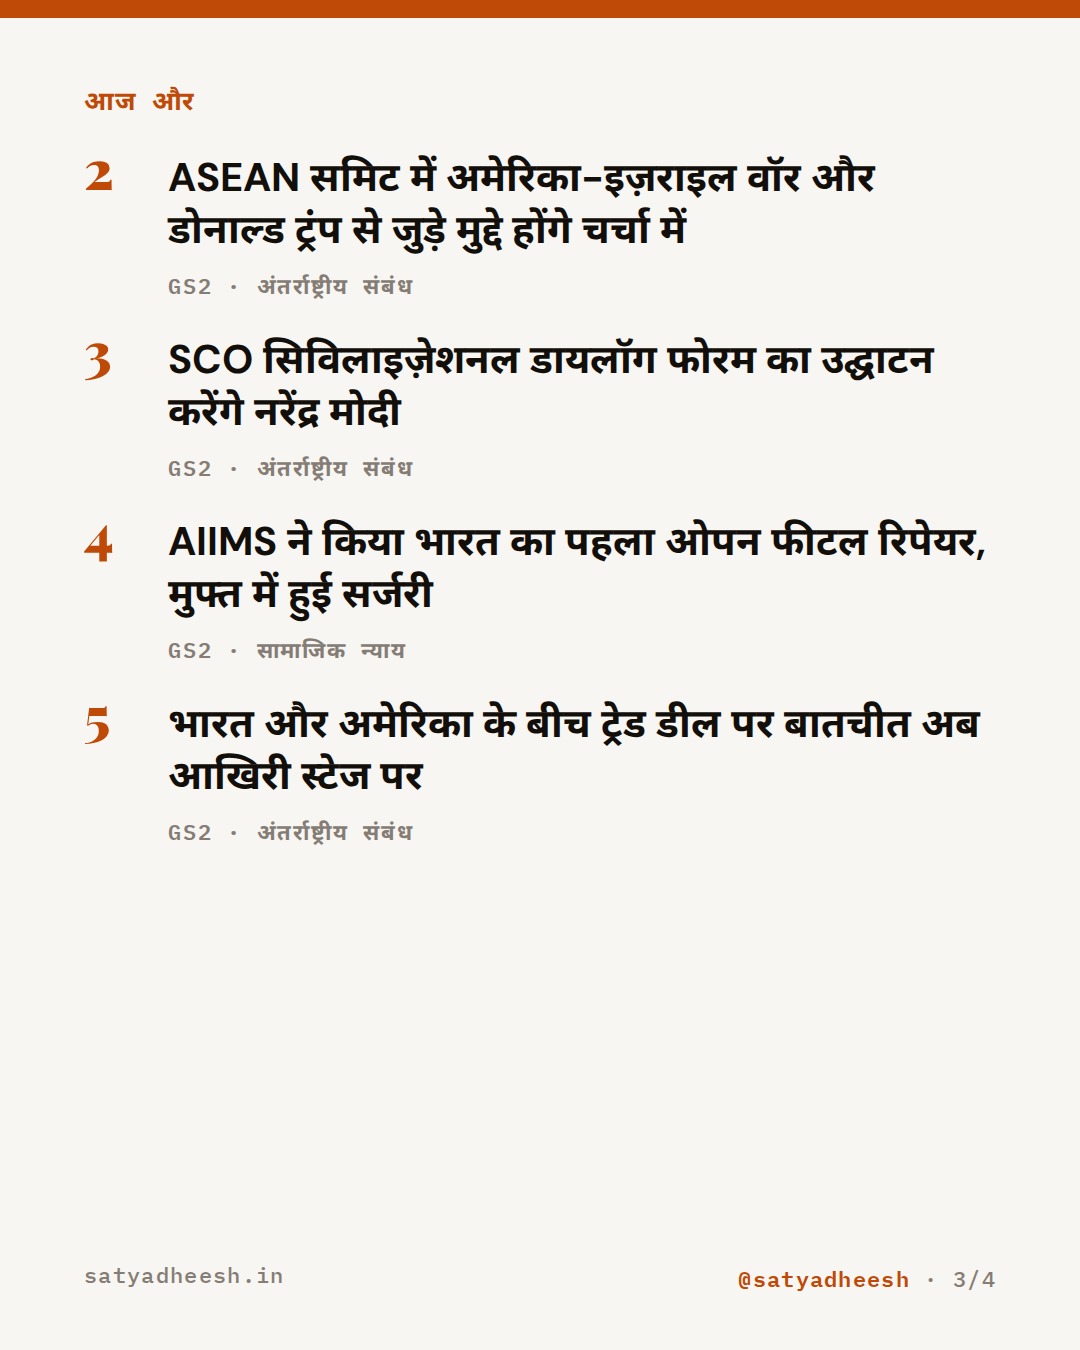 आज और
2 ASEAN समिट में अमेरिका-इज़राइल वॉर और
डोनाल्ड ट्रंप से जुड़े मुद्दे होंगे चर्चा में
GS2 · अंतर्राष्ट्रीय संबंध
3 SCO सिविलाइज़ेशनल डायलॉग फोरम का उद्घाटन
करेंगे नरेंद्र मोदी
GS2 · अंतर्राष्ट्रीय संबंध
4 AIIMS ने किया भारत का पहला ओपन फीटल रिपेयर,
मुफ्त में हुई सर्जरी
GS2 · सामाजिक न्याय
5 भारत और अमेरिका के बीच ट्रेड डील पर बातचीत अब
आखिरी स्टेज पर
GS2 · अंतर्राष्ट्रीय संबंध
satyadheesh.in
@satyadheesh · 3/4